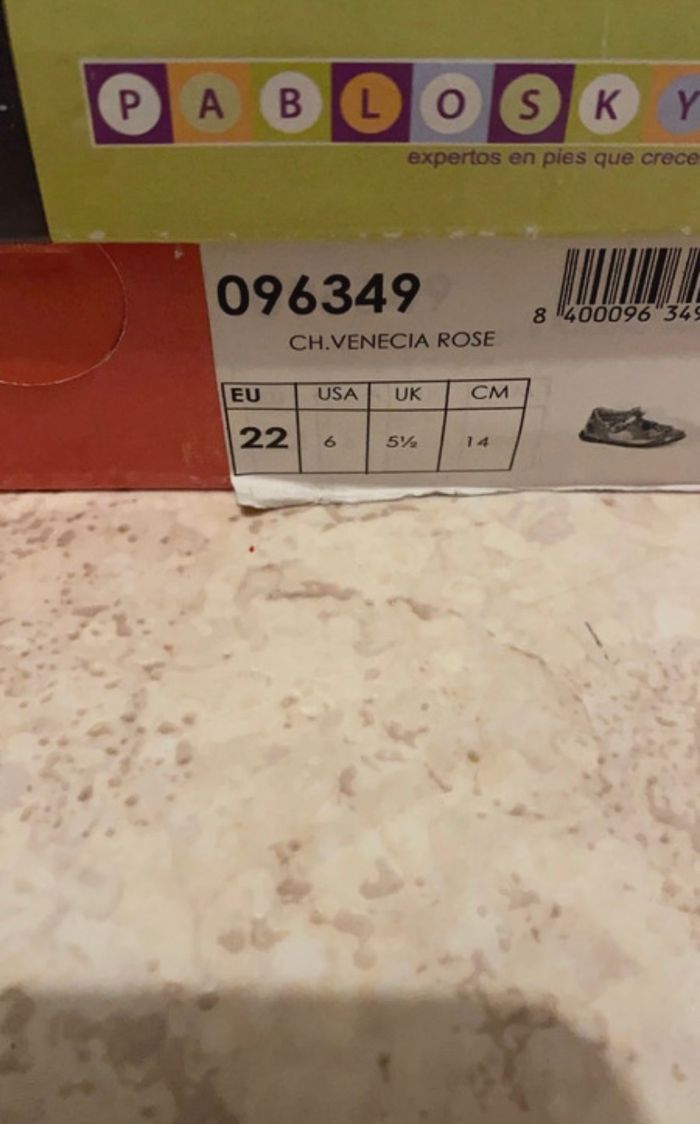 PABLOSKY
expertos en pies que crece
096349
8 400096 349
CH.VENECIA ROSE
EU USA UK CM
22 6 5½ 14